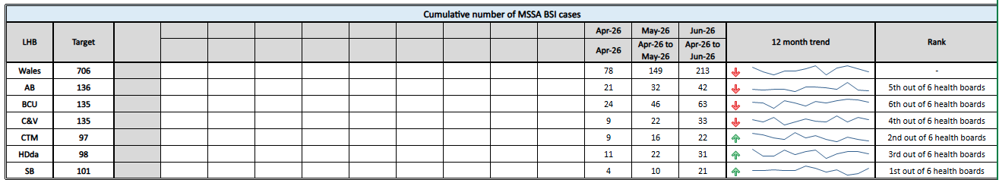 Cumulative number of MSSA BSI cases
LHB Target Apr-26 May-26 Jun-26 12 month trend Rank
Apr-26 Apr-26 to May-26 Apr-26 to Jun-26
Wales 706 78 149 213 -
AB 136 21 32 42 5th out of 6 health boards
BCU 135 24 46 63 6th out of 6 health boards
C&V 135 9 22 33 4th out of 6 health boards
CTM 97 9 16 22 2nd out of 6 health boards
HDda 98 11 22 31 3rd out of 6 health boards
SB 101 4 10 21 1st out of 6 health boards